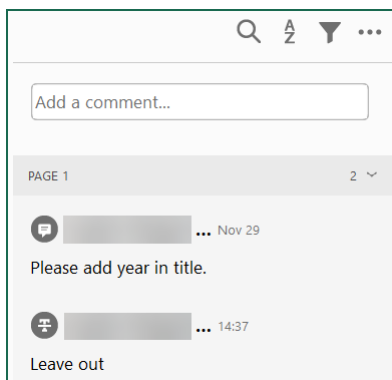 A
Z
Add a comment...
PAGE 1 2
... Nov 29
Please add year in title.
... 14:37
Leave out